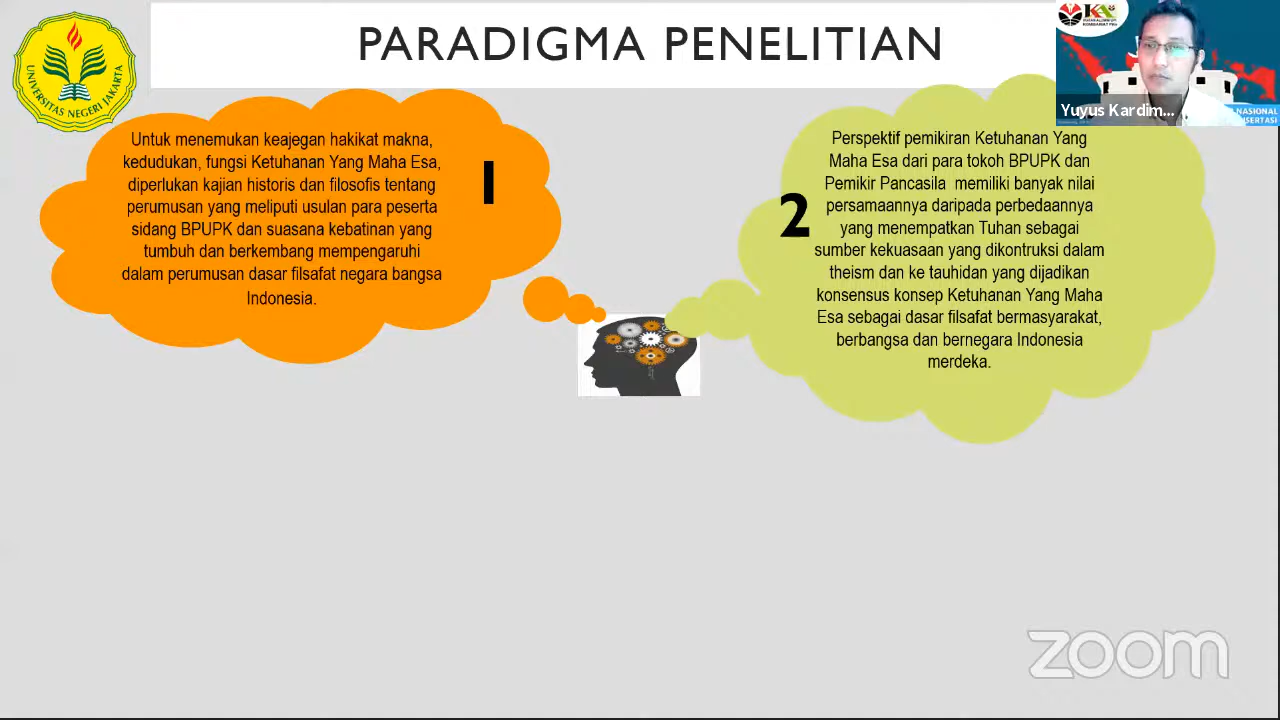 PARADIGMA PENELITIAN
UNIVERSITAS NEGERI JAKARTA
Untuk menemukan keajegan hakikat makna,
kedudukan, fungsi Ketuhanan Yang Maha Esa,
diperlukan kajian historis dan filosofis tentang
perumusan yang meliputi usulan para peserta
sidang BPUPK dan suasana kebatinan yang
tumbuh dan berkembang mempengaruhi
dalam perumusan dasar filsafat negara bangsa
Indonesia.
1
2
Perspektif pemikiran Ketuhanan Yang
Maha Esa dari para tokoh BPUPK dan
Pemikir Pancasila memiliki banyak nilai
persamaannya daripada perbedaannya
yang menempatkan Tuhan sebagai
sumber kekuasaan yang dikontruksi dalam
theism dan ke tauhidan yang dijadikan
konsensus konsep Ketuhanan Yang Maha
Esa sebagai dasar filsafat bermasyarakat,
berbangsa dan bernegara Indonesia
merdeka.
Yuyus Kardim...
NASIONAL
SERTASI
zoom